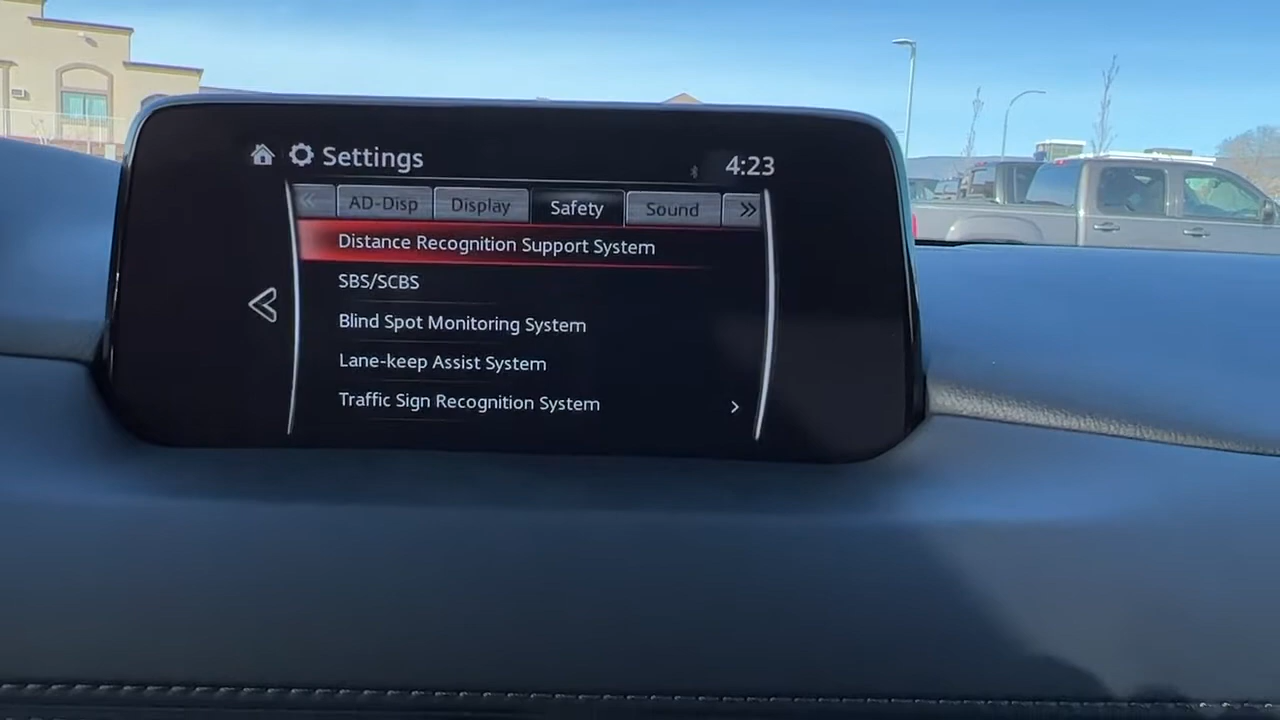 Settings
4:23
AD-Disp Display Safety Sound
Distance Recognition Support System
SBS/SCBS
Blind Spot Monitoring System
Lane-keep Assist System
Traffic Sign Recognition System